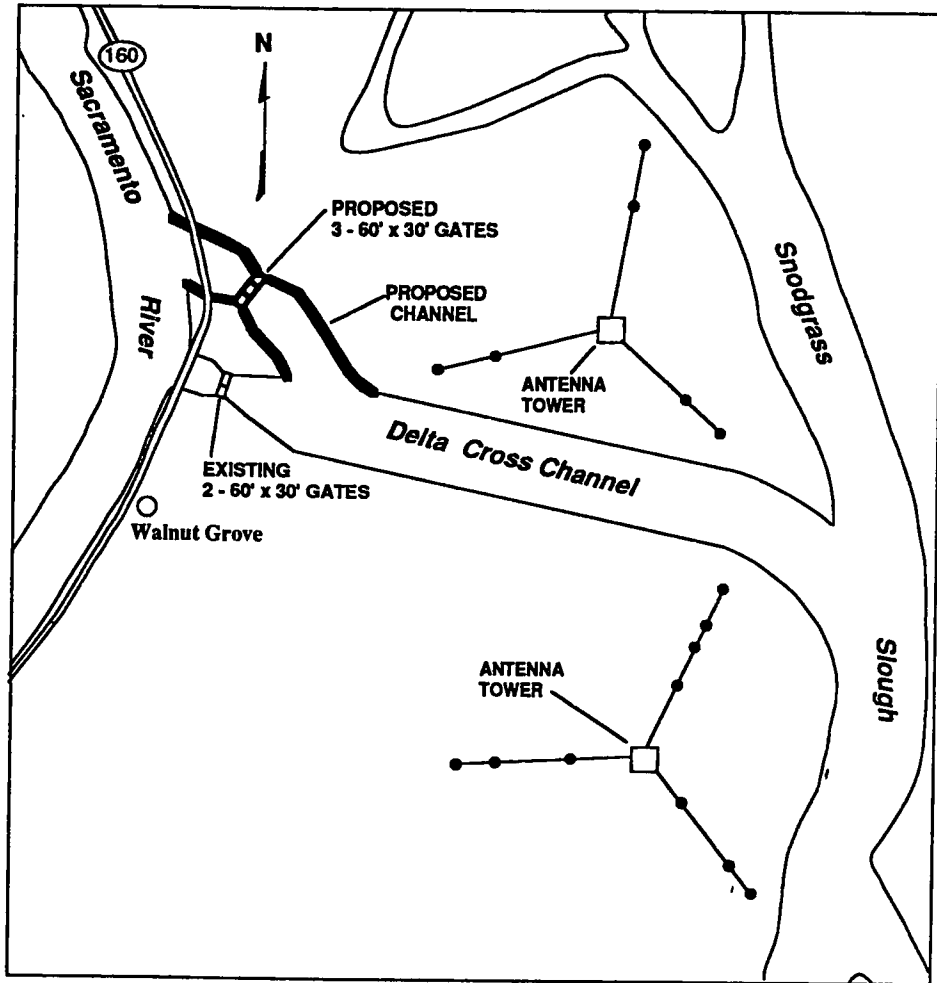 160
N
Sacramento
River
PROPOSED
3 - 60' x 30' GATES
PROPOSED
CHANNEL
Snodgrass
ANTENNA
TOWER
Delta Cross Channel
EXISTING
2 - 60' x 30' GATES
Walnut Grove
ANTENNA
TOWER
Slough